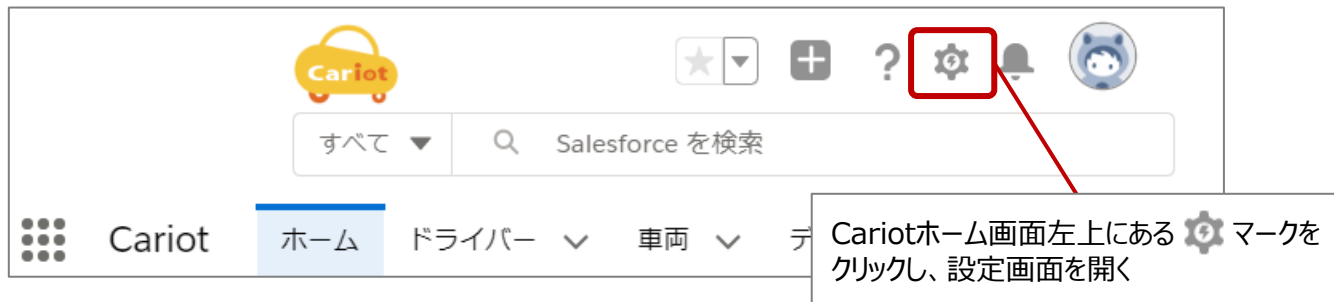 Cariot
すべて
Salesforce を検索
Cariot ホーム ドライバー 車両 デ
Cariotホーム画面左上にある マークを
クリックし、設定画面を開く